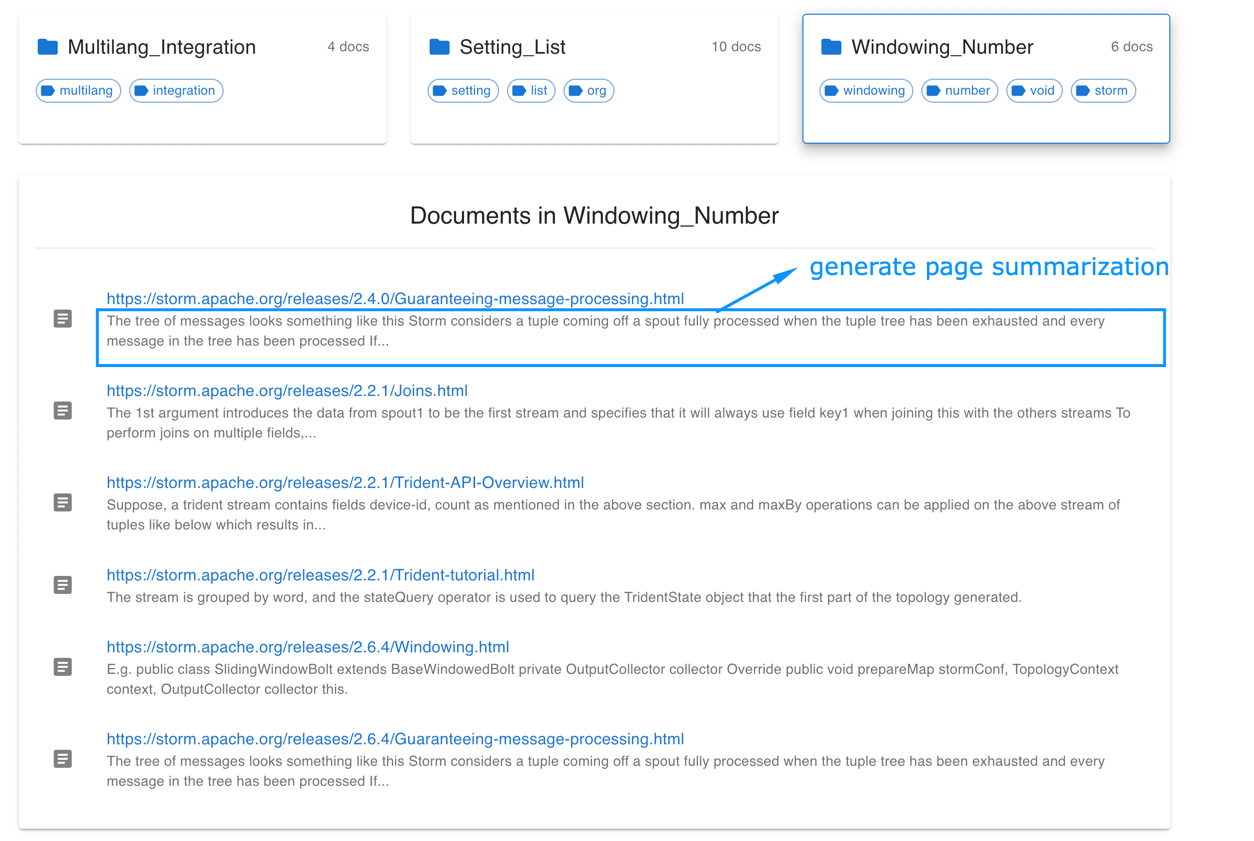 Multilang_Integration 4 docs
multilang integration
Setting_List 10 docs
setting list org
Windowing_Number 6 docs
windowing number void storm
Documents in Windowing_Number
generate page summarization
https://storm.apache.org/releases/2.4.0/Guaranteeing-message-processing.html
The tree of messages looks something like this Storm considers a tuple coming off a spout fully processed when the tuple tree has been exhausted and every
message in the tree has been processed If...
https://storm.apache.org/releases/2.2.1/Joins.html
The 1st argument introduces the data from spout1 to be the first stream and specifies that it will always use field key1 when joining this with the others streams To
perform joins on multiple fields,...
https://storm.apache.org/releases/2.2.1/Trident-API-Overview.html
Suppose, a trident stream contains fields device-id, count as mentioned in the above section. max and maxBy operations can be applied on the above stream of
tuples like below which results in...
https://storm.apache.org/releases/2.2.1/Trident-tutorial.html
The stream is grouped by word, and the stateQuery operator is used to query the TridentState object that the first part of the topology generated.
https://storm.apache.org/releases/2.6.4/Windowing.html
E.g. public class SlidingWindowBolt extends BaseWindowedBolt private OutputCollector collector Override public void prepareMap stormConf, TopologyContext
context, OutputCollector collector this.
https://storm.apache.org/releases/2.6.4/Guaranteeing-message-processing.html
The tree of messages looks something like this Storm considers a tuple coming off a spout fully processed when the tuple tree has been exhausted and every
message in the tree has been processed If...